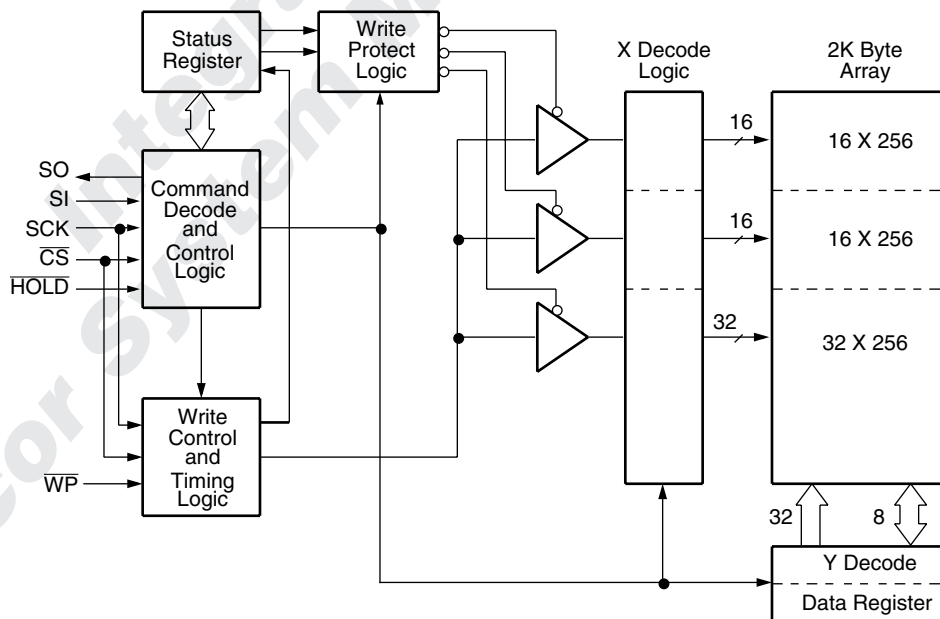 Status
Register
Write
Protect
Logic
X Decode
Logic
2K Byte
Array
16
16 X 256
SO
SI
SCK
CS
HOLD
Command
Decode
and
Control
Logic
16
16 X 256
32
32 X 256
WP
Write
Control
and
Timing
Logic
32
8
Y Decode
Data Register